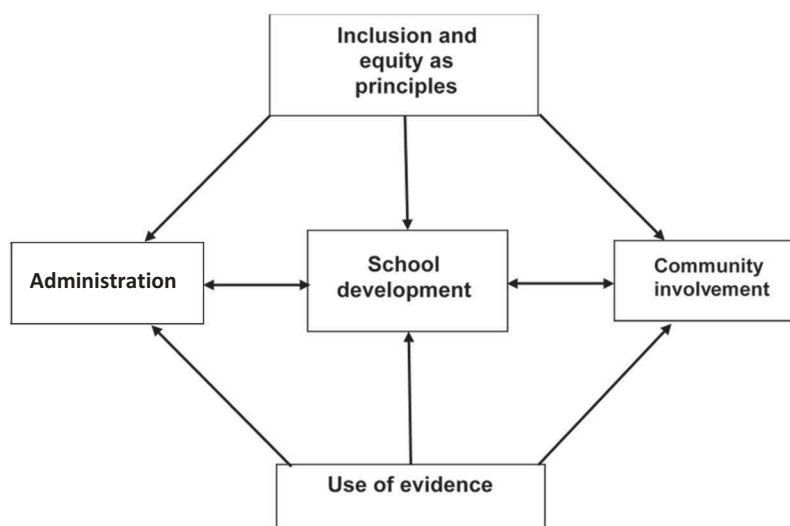 Inclusion and
equity as
principles
Administration
School
development
Community
involvement
Use of evidence